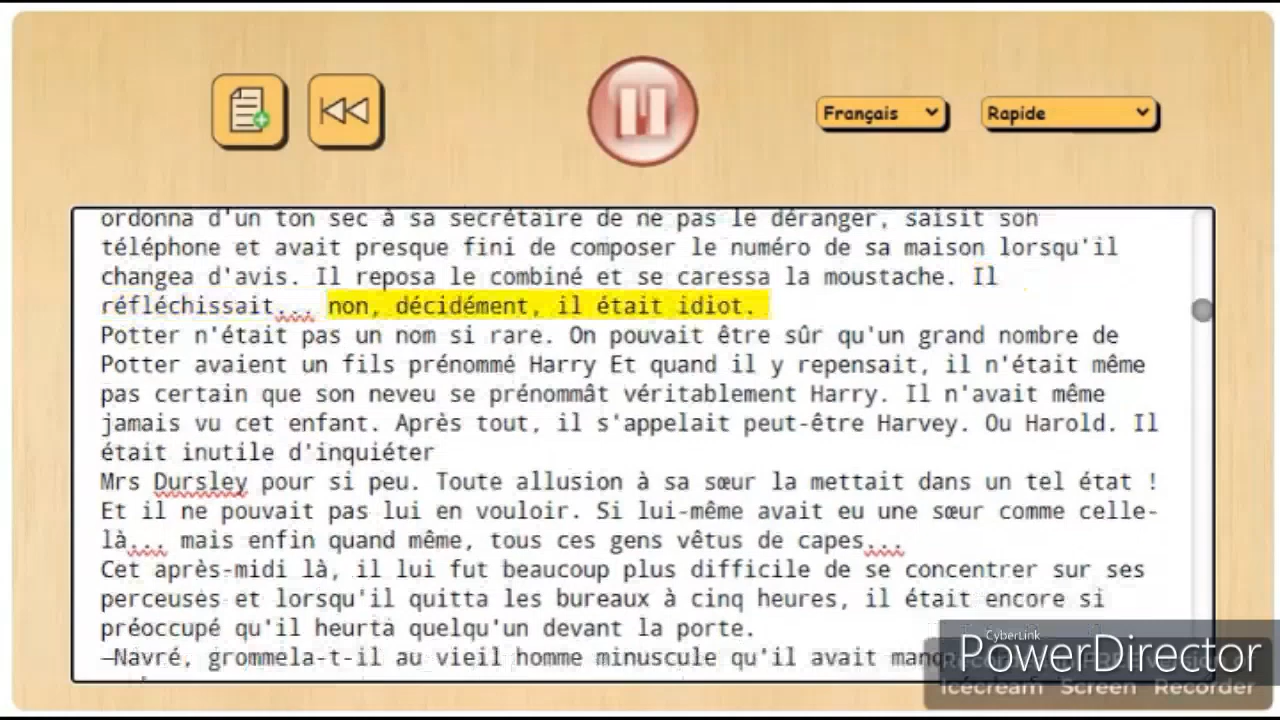 Français
Rapide
ordonna d'un ton sec à sa secrétaire de ne pas le déranger, saisit son
téléphone et avait presque fini de composer le numéro de sa maison lorsqu'il
changea d'avis. Il reposa le combiné et se caressa la moustache. Il
réfléchissait... non, décidément, il était idiot.
Potter n'était pas un nom si rare. On pouvait être sûr qu'un grand nombre de
Potter avaient un fils prénommé Harry Et quand il y repensait, il n'était même
pas certain que son neveu se prénommât véritablement Harry. Il n'avait même
jamais vu cet enfant. Après tout, il s'appelait peut-être Harvey. Ou Harold. Il
était inutile d'inquiéter
Mrs Dursley pour si peu. Toute allusion à sa sœur la mettait dans un tel état !
Et il ne pouvait pas lui en vouloir. Si lui-même avait eu une sœur comme celle-
là... mais enfin quand même, tous ces gens vêtus de capes...
Cet après-midi là, il lui fut beaucoup plus difficile de se concentrer sur ses
perceuses et lorsqu'il quitta les bureaux à cinq heures, il était encore si
préoccupé qu'il heurta quelqu'un devant la porte.
—Navré, grommela-t-il au vieil homme minuscule qu'il avait
CyberLink
PowerDirector
Icecream Screen Recorder